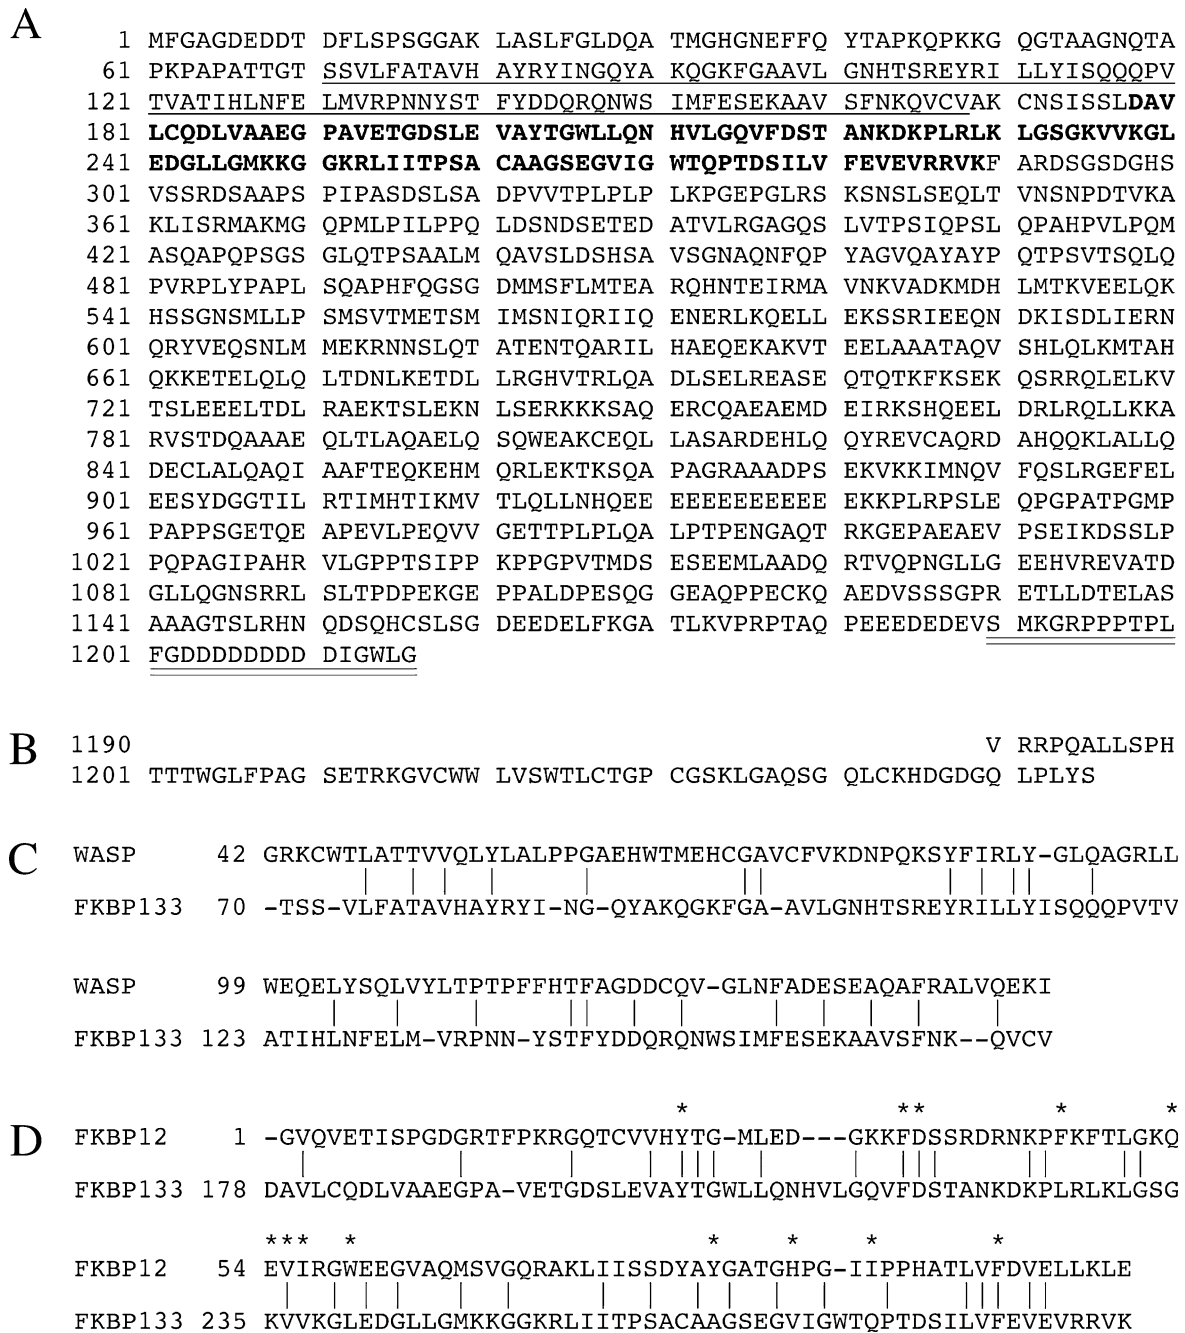 A
1 MFGAGDEDDT DFLSPSGGAK LASLFGLDQA TMGHGNEFFQ YTAPKQPKKG QGTAAGNQTA
61 PKPAPATTGT SSVLFATAVH AYRYINGQYA KQGKFGAAVL GNHTSREYRI LLYISQQQPV
121 TVATIHLNFE LMVRPNNYST FYDDQRQNWS IMFESEKAAV SFNKQVCVAK CNSISSLDAV
181 LCQDLVAAEG PAVETGDSLE VAYTGWLLQN HVLGQVFDST ANKDKPLRLK LGSGKVVKGL
241 EDGLLGMKKG GKRLIITPSA CAAGSEGVIG WTQPTDSILV FEVEVRRVKF ARDSGSDGHS
301 VSSRDSAAPS PIPASDSLSA DPVVTPLPLP LKPGEPGLRS KSNSLSEQLT VNSNPDTVKA
361 KLISRMAKMG QPMLPILPPQ LDSNDSETED ATVLRGAGQS LVTPSIQPSL QPAHPVLPQM
421 ASQAPQPSGS GLQTPSAALM QAVSLDSHSA VSGNAQNFQP YAGVQAYAYP QTPSVTSQLQ
481 PVRPLYPAPL SQAPHFQGSG DMMSFLMTEA RQHNTEIRMA VNKVADKMDH LMTKVEELQK
541 HSSGNSMLLP SMSVTMETSM IMSNIQRIIQ ENERLKQELL EKSSRIEEQN DKISDLIERN
601 QRYVEQSNLM MEKRNNSLQT ATENTQARIL HAEQEKAKVT EELAAATAQV SHLQLKMTAH
661 QKKETELQLQ LTDNLKETDL LRGHVTRLQA DLSELREASE QTQTKFKSEK QSRRQLELKV
721 TSLEEELTDL RAEKTSLEKN LSERKKKSAQ ERCQAEAEMD EIRKSHQEEL DRLRQLLKKA
781 RVSTDQAAAE QLTLAQAELQ SQWEAKCEQL LASARDEHLQ QYREVCAQRD AHQQKLALLQ
841 DECLALQAQI AAFTEQKEHM QRLEKTKSQA PAGRAAADPS EKVKKIMNQV FQSLRGEFEL
901 EESYDGGTIL RTIMHTIKMV TLQLLNHQEE EEEEEEEEEE EKKPLRPSLE QPGPATPGMP
961 PAPPSGETQE APEVLPEQVV GETTPLPLQA LPTPENGAQT RKGEPAEAEV PSEIKDSSLP
1021 PQPAGIPAHR VLGPPTSIPP KPPGPVTMDS ESEEMLAADQ RTVQPNGLLG EEHVREVATD
1081 GLLQGNSRRL SLTPDPEKGE PPALDPESQG GEAQPPECKQ AEDVSSSGPR ETLLDTELAS
1141 AAAGTSLRHN QDSQHCSLSG DEEDELFKGA TLKVPRPTAQ PEEEDEDEVS MKGRPPPTPL
1201 FGDDDDDDDD DIGWLG
B 1190 V RRPQALLSPH
1201 TTTWGLFPAG SETRKGVCWW LVSWTLCTGP CGSKLGAQSG QLCKHDGDGQ LPLYS
C WASP 42 GRKCWTLATTVVQLYLALPPGAEHWTMEHCGAVCFVKDNPQKSYFIRLY-GLQAGRLL
FKBP133 70 -TSS-VLFATAVHAYRYI-NG-QYAKQGKFGA-AVLGNHTSREYRILLYISQQQPVTV
WASP 99 WEQELYSQLVYLTPTPFFHTFAGDDCQV-GLNFADESEAQAFRALVQEKI
FKBP133 123 ATIHLNFELM-VRPNN-YSTFYDDQRQNWSIMFESEKAAVSFNK--QVCV
* ** * *
D FKBP12 1 -GVQVETISPGDGRTFPKRGQTCVVHYTG-MLED---GKKFDSSRDRNKPFKFTLGKQ
FKBP133 178 DAVLCQDLVAAEGPA-VETGDSLEVAYTGWLLQNHVLGQVFDSTANKDKPLRLKLGSG
*** * * * * *
FKBP12 54 EVIRGWEEGVAQMSVGQRAKLIISSDYAYGATGHPG-IIPPHATLVFDVELLKLE
FKBP133 235 KVVKGLEDGLLGMKKGGKRLIITPSACAAGSEGVIGWTQPTDSILVFEVEVRRVK